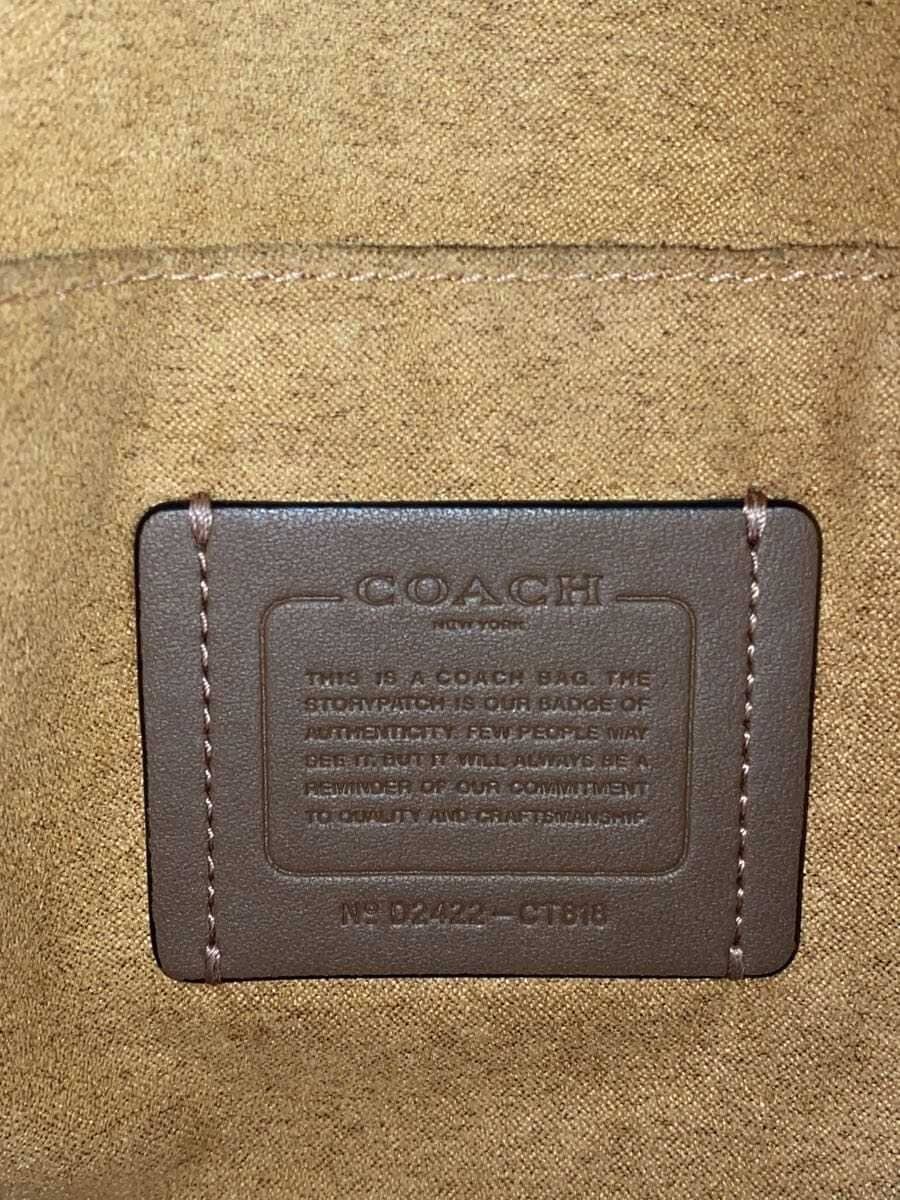 COACH
NEW YORK
THIS IS A COACH BAG. THE
STORYPATCH IS OUR BADGE OF
AUTHENTICITY. FEW PEOPLE MAY
SEE IT, BUT IT WILL ALWAYS BE A
REMINDER OF OUR COMMITMENT
TO QUALITY AND CRAFTSMANSHIP.
Nº D2422-CT818